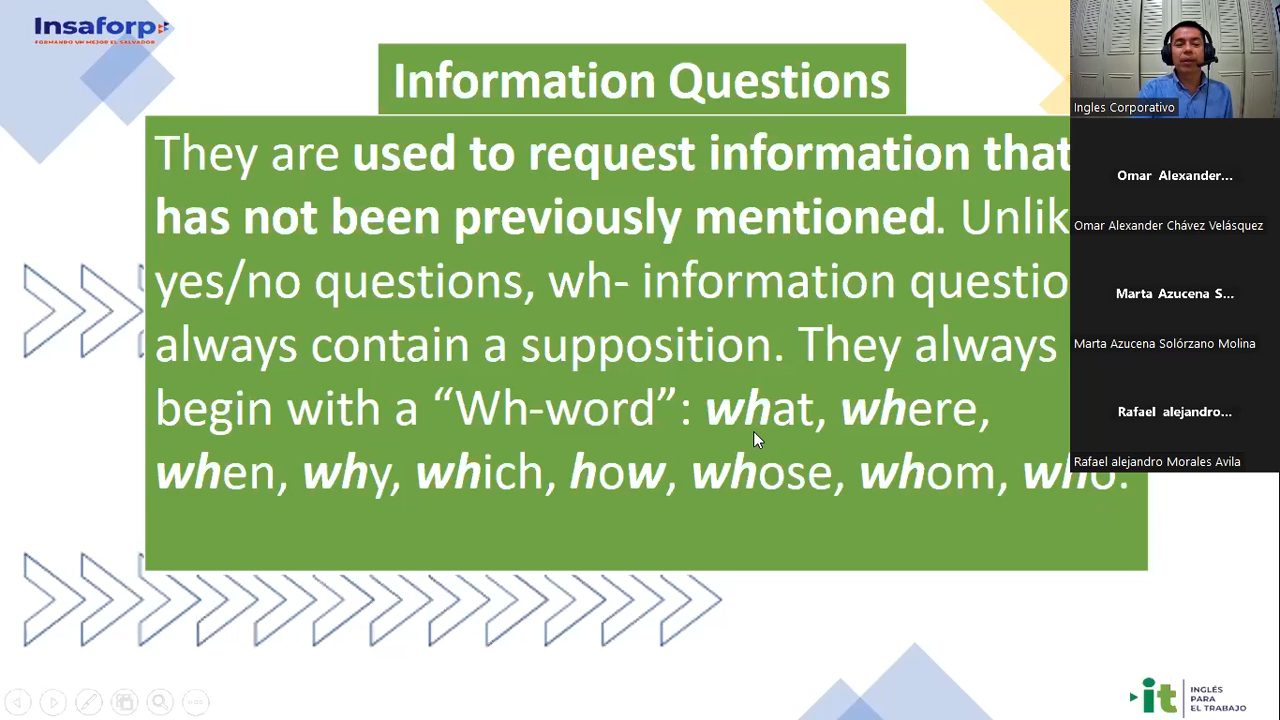 Insaforp
FORMANDO UN MEJOR EL SALVADOR
Information Questions
They are used to request information that
has not been previously mentioned. Unlik
yes/no questions, wh- information questio
always contain a supposition. They always
begin with a “Wh-word”: what, where,
when, why, which, how, whose, whom, who.
Ingles Corporativo
Omar Alexander...
Omar Alexander Chávez Velásquez
Marta Azucena S...
Marta Azucena Solórzano Molina
Rafael alejandro...
Rafael alejandro Morales Avila
it
INGLÉS
PARA
EL TRABAJO